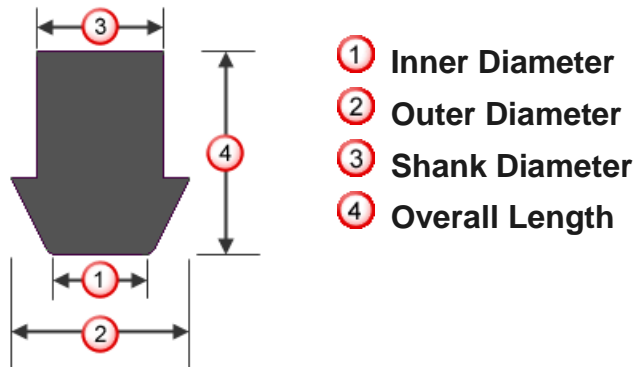 3
4
1
2
1 Inner Diameter
2 Outer Diameter
3 Shank Diameter
4 Overall Length